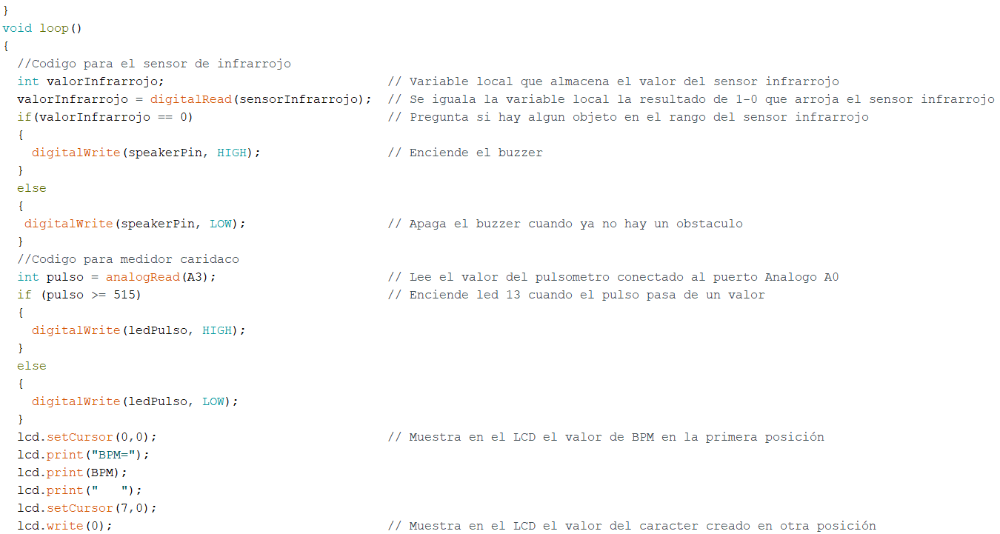 }
void loop()
{
  //Codigo para el sensor de infrarrojo
  int valorInfrarrojo;                              // Variable local que almacena el valor del sensor infrarrojo
  valorInfrarrojo = digitalRead(sensorInfrarrojo);  // Se iguala la variable local la resultado de 1-0 que arroja el sensor infrarrojo
  if(valorInfrarrojo == 0)                          // Pregunta si hay algun objeto en el rango del sensor infrarrojo
  {
    digitalWrite(speakerPin, HIGH);                 // Enciende el buzzer
  }
  else
  {
   digitalWrite(speakerPin, LOW);                   // Apaga el buzzer cuando ya no hay un obstaculo
  }
  //Codigo para medidor caridaco
  int pulso = analogRead(A3);                       // Lee el valor del pulsometro conectado al puerto Analogo A0
  if (pulso >= 515)                                 // Enciende led 13 cuando el pulso pasa de un valor
  {
    digitalWrite(ledPulso, HIGH);
  }
  else
  {
    digitalWrite(ledPulso, LOW);
  }
  lcd.setCursor(0,0);                               // Muestra en el LCD el valor de BPM en la primera posición
  lcd.print("BPM=");
  lcd.print(BPM);
  lcd.print("   ");
  lcd.setCursor(7,0);
  lcd.write(0);                                     // Muestra en el LCD el valor del caracter creado en otra posición